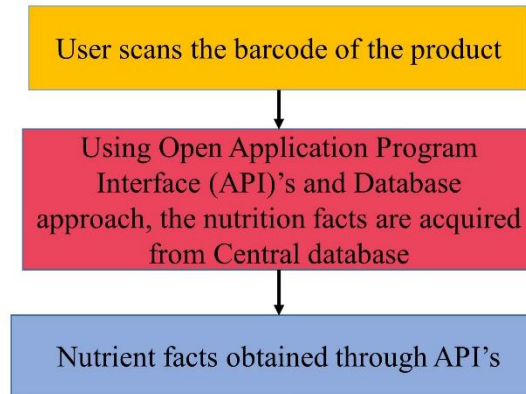 User scans the barcode of the product
Using Open Application Program
Interface (API)'s and Database
approach, the nutrition facts are acquired
from Central database
Nutrient facts obtained through API's